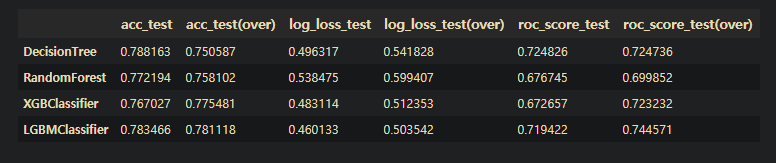 acc_test acc_test(over) log_loss_test log_loss_test(over) roc_score_test roc_score_test(over)
DecisionTree 0.788163 0.750587 0.496317 0.541828 0.724826 0.724736
RandomForest 0.772194 0.758102 0.538475 0.599407 0.676745 0.699852
XGBClassifier 0.767027 0.775481 0.483114 0.512353 0.672657 0.723232
LGBMClassifier 0.783466 0.781118 0.460133 0.503542 0.719422 0.744571